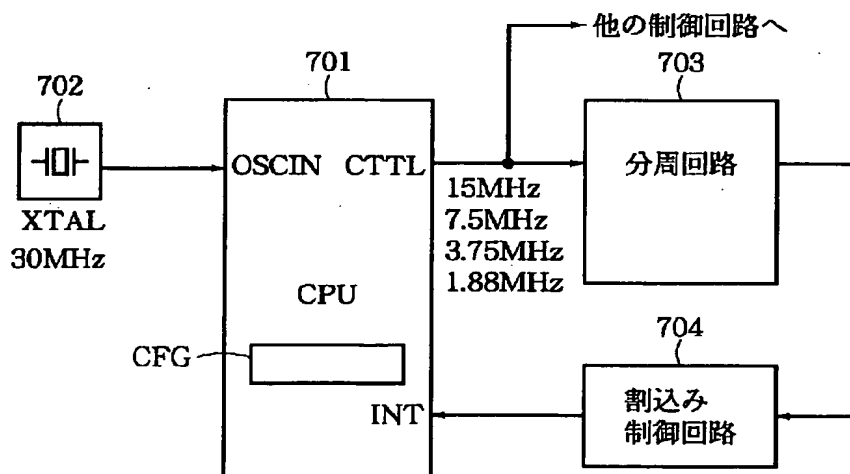 他の制御回路へ
701
703
702
OSCIN CTTL
分周回路
XTAL
30MHz
15MHz
7.5MHz
3.75MHz
1.88MHz
CPU
704
CFG
INT
割込み
制御回路